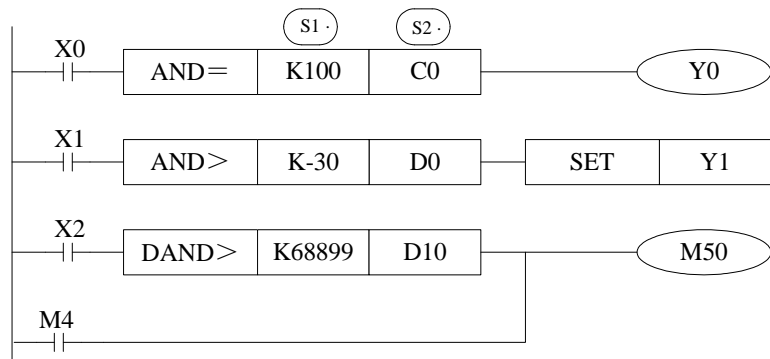 S1· S2·
X0
AND= K100 C0 Y0
X1
AND> K-30 D0 SET Y1
X2
DAND> K68899 D10 M50
M4